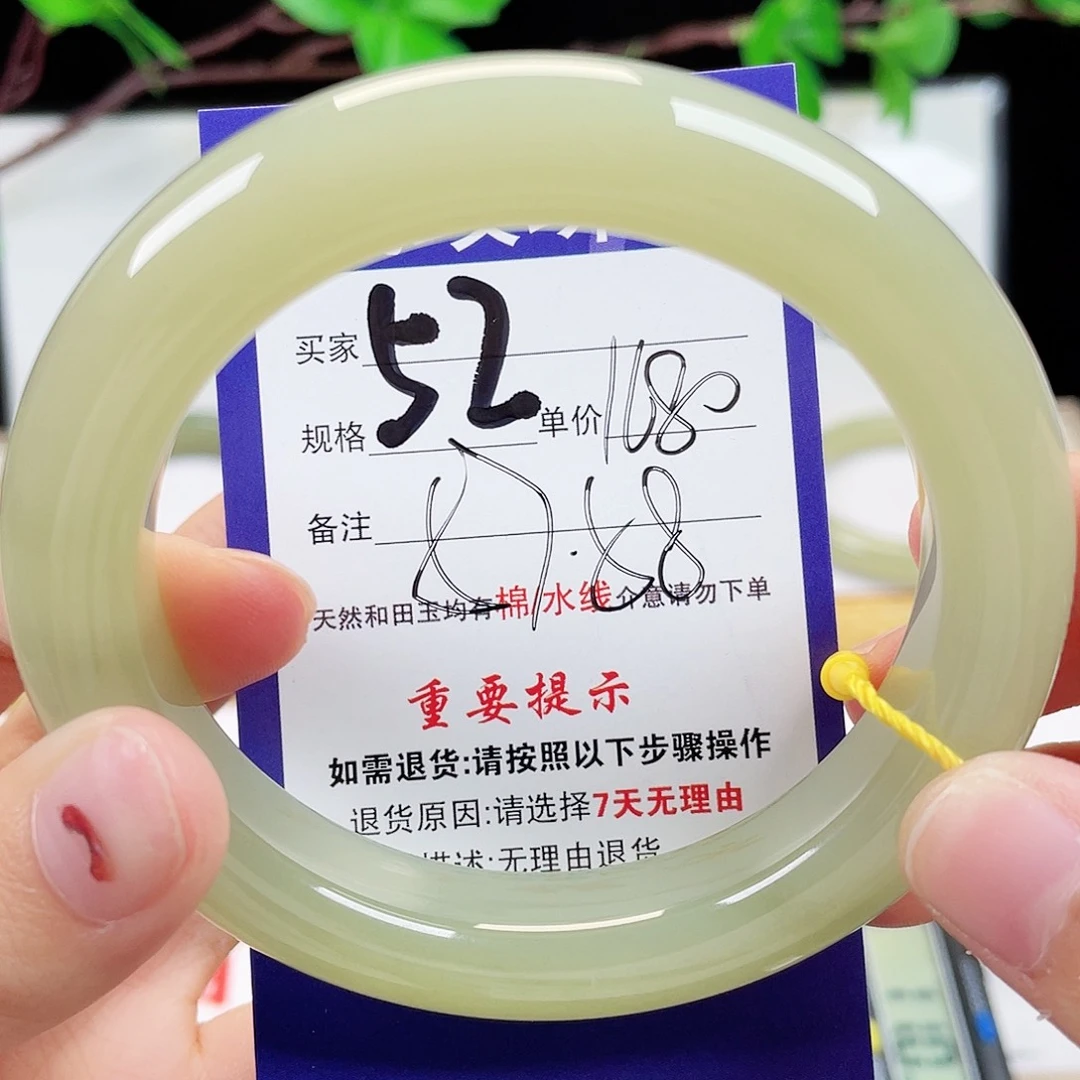 买家 52
规格 单价 1680
备注
天然和田玉均有棉/水线介意请勿下单
重要提示
如需退货:请按照以下步骤操作
退货原因:请选择7天无理由
描述:无理由退货